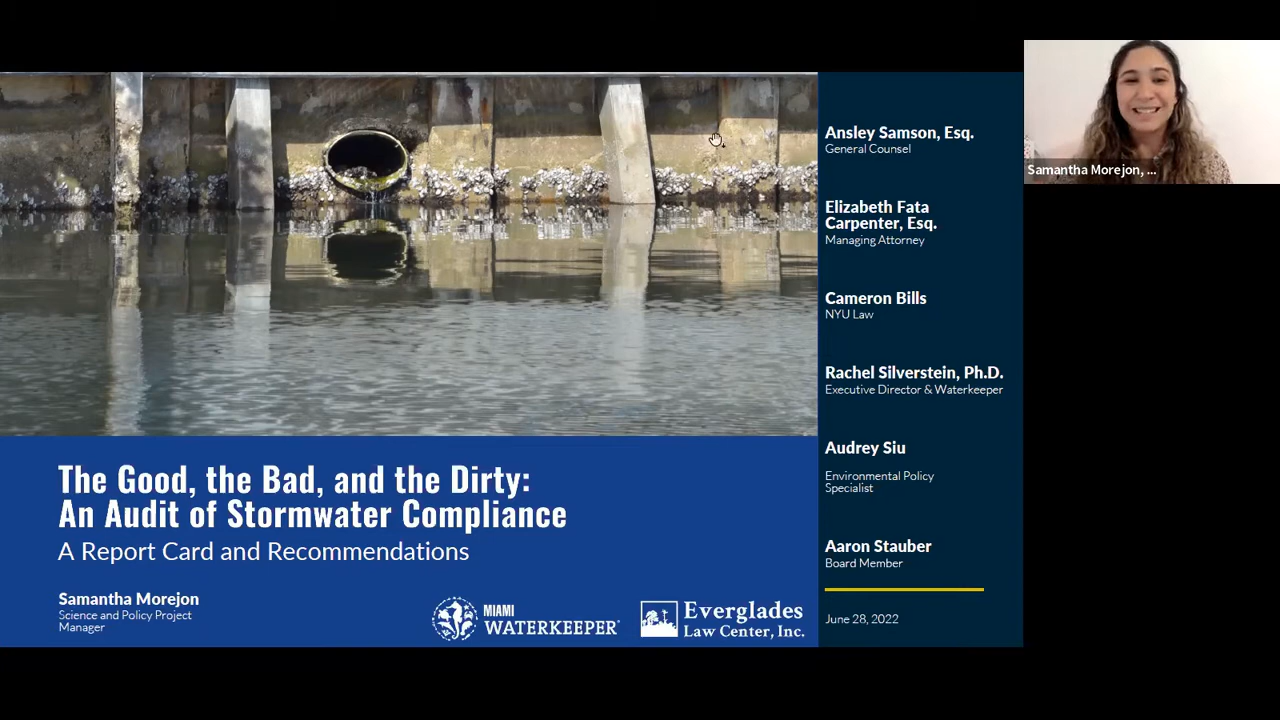 The Good, the Bad, and the Dirty:
An Audit of Stormwater Compliance
A Report Card and Recommendations
Samantha Morejon
Science and Policy Project
Manager
MIAMI
WATERKEEPER®
Everglades
Law Center, Inc.
Ansley Samson, Esq.
General Counsel
Elizabeth Fata
Carpenter, Esq.
Managing Attorney
Cameron Bills
NYU Law
Rachel Silverstein, Ph.D.
Executive Director & Waterkeeper
Audrey Siu
Environmental Policy
Specialist
Aaron Stauber
Board Member
June 28, 2022
Samantha Morejon, ...